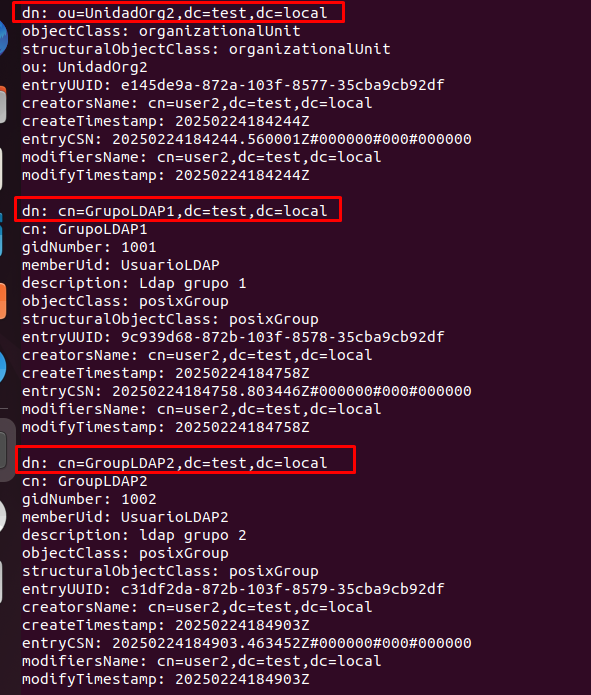 dn: ou=UnidadOrg2,dc=test,dc=local
objectClass: organizationalUnit
structuralObjectClass: organizationalUnit
ou: UnidadOrg2
entryUUID: e145de9a-872a-103f-8577-35cba9cb92df
creatorsName: cn=user2,dc=test,dc=local
createTimestamp: 20250224184244Z
entryCSN: 20250224184244.560001Z#000000#000#000000
modifiersName: cn=user2,dc=test,dc=local
modifyTimestamp: 20250224184244Z
dn: cn=GrupoLDAP1,dc=test,dc=local
cn: GrupoLDAP1
gidNumber: 1001
memberUid: UsuarioLDAP
description: Ldap grupo 1
objectClass: posixGroup
structuralObjectClass: posixGroup
entryUUID: 9c939d68-872b-103f-8578-35cba9cb92df
creatorsName: cn=user2,dc=test,dc=local
createTimestamp: 20250224184758Z
entryCSN: 20250224184758.803446Z#000000#000#000000
modifiersName: cn=user2,dc=test,dc=local
modifyTimestamp: 20250224184758Z
dn: cn=GroupLDAP2,dc=test,dc=local
cn: GroupLDAP2
gidNumber: 1002
memberUid: UsuarioLDAP2
description: ldap grupo 2
objectClass: posixGroup
structuralObjectClass: posixGroup
entryUUID: c31df2da-872b-103f-8579-35cba9cb92df
creatorsName: cn=user2,dc=test,dc=local
createTimestamp: 20250224184903Z
entryCSN: 20250224184903.463452Z#000000#000#000000
modifiersName: cn=user2,dc=test,dc=local
modifyTimestamp: 20250224184903Z